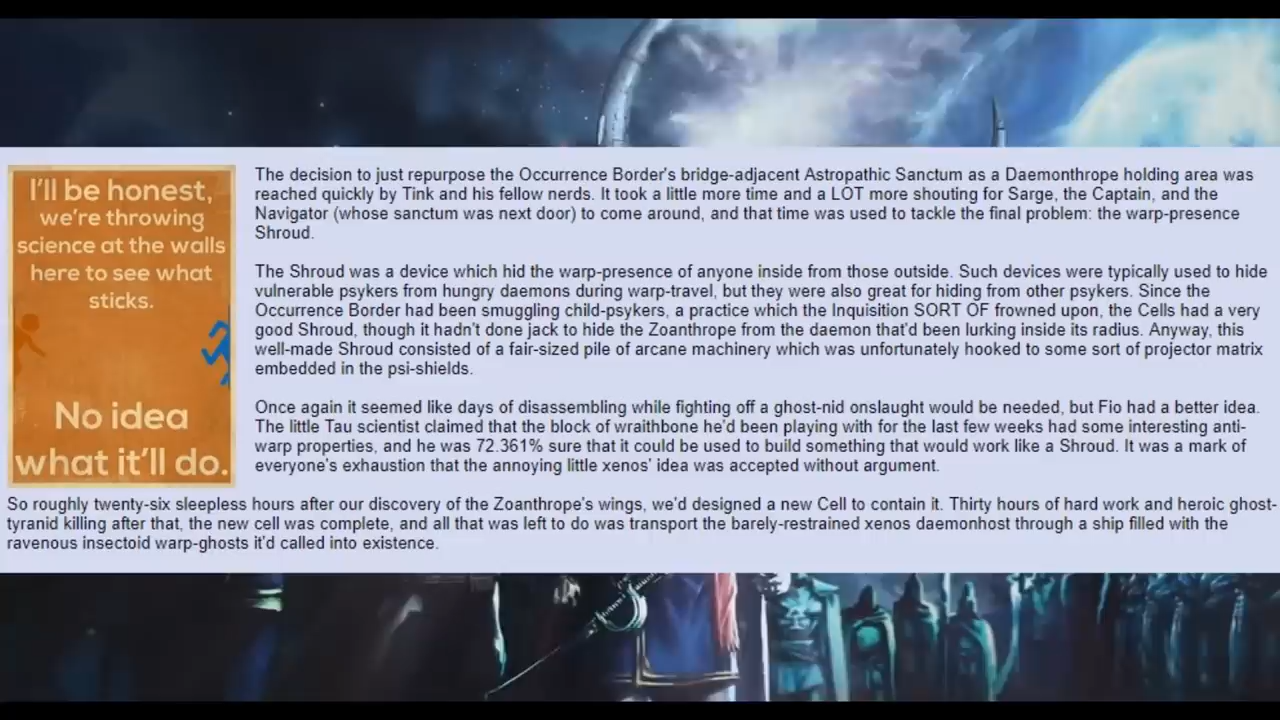 I'll be honest,
we're throwing
science at the walls
here to see what
sticks.
No idea
what it'll do.
The decision to just repurpose the Occurrence Border's bridge-adjacent Astropathic Sanctum as a Daemonthrope holding area was
reached quickly by Tink and his fellow nerds. It took a little more time and a LOT more shouting for Sarge, the Captain, and the
Navigator (whose sanctum was next door) to come around, and that time was used to tackle the final problem: the warp-presence
Shroud.
The Shroud was a device which hid the warp-presence of anyone inside from those outside. Such devices were typically used to hide
vulnerable psykers from hungry daemons during warp-travel, but they were also great for hiding from other psykers. Since the
Occurrence Border had been smuggling child-psykers, a practice which the Inquisition SORT OF frowned upon, the Cells had a very
good Shroud, though it hadn't done jack to hide the Zoanthrope from the daemon that'd been lurking inside its radius. Anyway, this
well-made Shroud consisted of a fair-sized pile of arcane machinery which was unfortunately hooked to some sort of projector matrix
embedded in the psi-shields.
Once again it seemed like days of disassembling while fighting off a ghost-nid onslaught would be needed, but Fio had a better idea.
The little Tau scientist claimed that the block of wraithbone he'd been playing with for the last few weeks had some interesting anti-
warp properties, and he was 72.361% sure that it could be used to build something that would work like a Shroud. It was a mark of
everyone's exhaustion that the annoying little xenos' idea was accepted without argument.
So roughly twenty-six sleepless hours after our discovery of the Zoanthrope's wings, we'd designed a new Cell to contain it. Thirty hours of hard work and heroic ghost-
tyranid killing after that, the new cell was complete, and all that was left to do was transport the barely-restrained xenos daemonhost through a ship filled with the
ravenous insectoid warp-ghosts it'd called into existence.